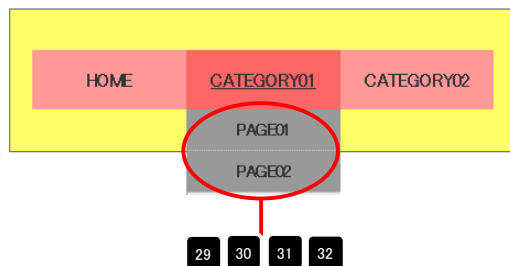 HOME CATEGORY01 CATEGORY02
PAGE01
PAGE02
29 30 31 32